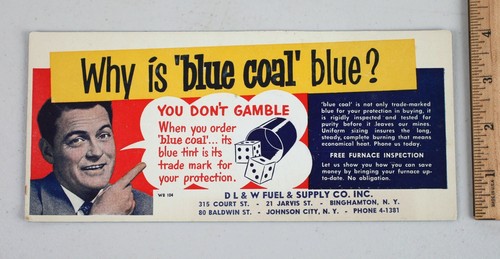 Why is 'blue coal' blue?
YOU DON'T GAMBLE
When you order
'blue coal'... its
blue tint is its
trade mark for
your protection.
WB 104
'blue coal' is not only trade-marked
blue for your protection in buying, it
is rigidly inspected and tested for
purity before it leaves our mines.
Uniform sizing insures the long,
steady, complete burning that means
economical heat. Phone us today.
FREE FURNACE INSPECTION
Let us show you how you can save
money by bringing your furnace up-
to-date. No obligation.
D L & W FUEL & SUPPLY CO. INC.
315 COURT ST. - 21 JARVIS ST. - BINGHAMTON, N. Y.
80 BALDWIN ST. - JOHNSON CITY, N. Y. - PHONE 4-1381
4
3
2
1